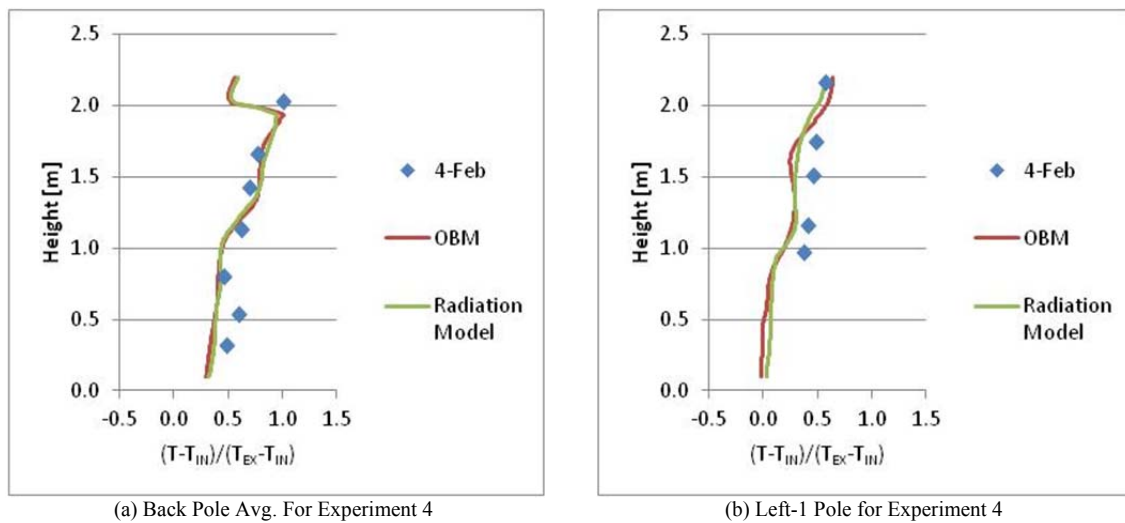 2.5
2.0
1.5
1.0
0.5
0.0
Height [m]
-0.5 0.0 0.5 1.0 1.5
(T-T_IN)/(T_EX-T_IN)
4-Feb
OBM
Radiation
Model
(a) Back Pole Avg. For Experiment 4
2.5
2.0
1.5
1.0
0.5
0.0
Height [m]
-0.5 0.0 0.5 1.0 1.5
(T-T_IN)/(T_EX-T_IN)
4-Feb
OBM
Radiation
Model
(b) Left-1 Pole for Experiment 4